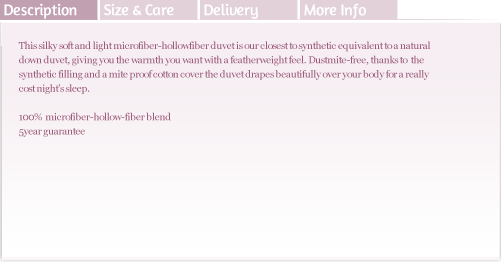 Description Size & Care Delivery More Info
This silky soft and light microfiber-hollowfiber duvet is our closest to synthetic equivalent to a natural
down duvet, giving you the warmth you want with a featherweight feel. Dustmite-free, thanks to the
synthetic filling and a mite proof cotton cover the duvet drapes beautifully over your body for a really
cost night's sleep.
100% microfiber-hollow-fiber blend
5year guarantee